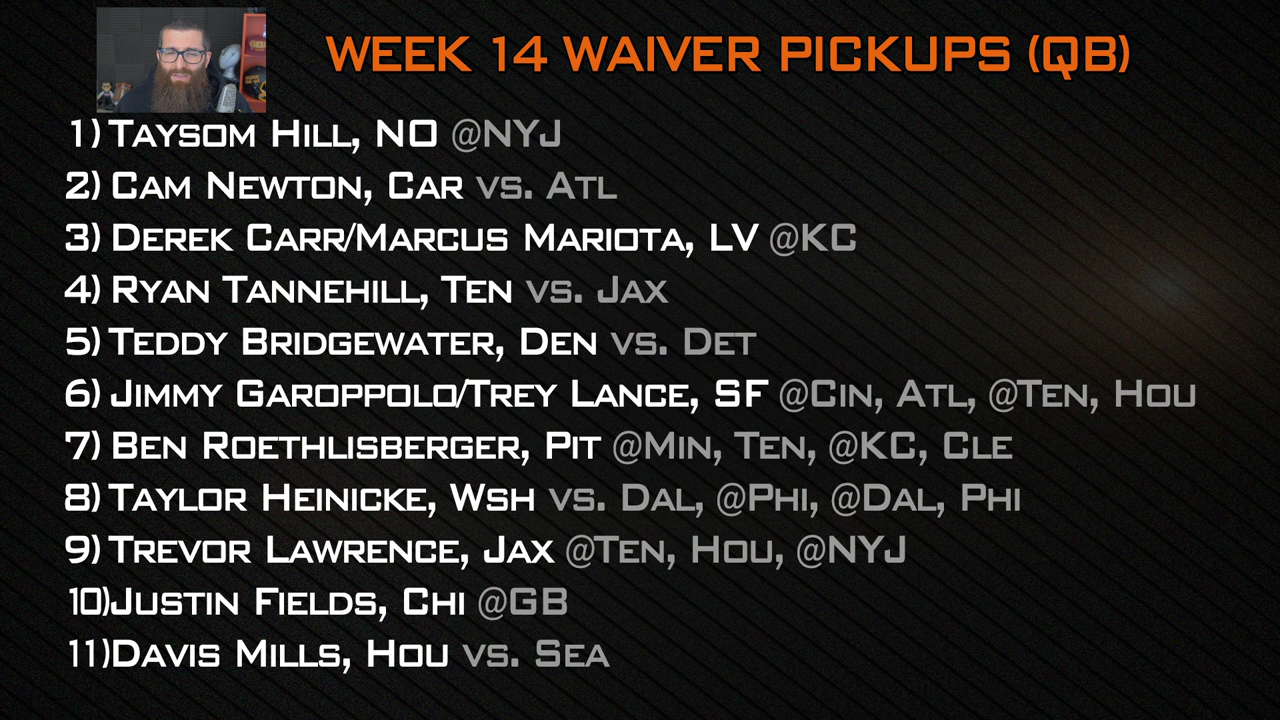 WEEK 14 WAIVER PICKUPS (QB)
1) TAYSOM HILL, NO @NYJ
2) CAM NEWTON, CAR VS. ATL
3) DEREK CARR/MARCUS MARIOTA, LV @KC
4) RYAN TANNEHILL, TEN VS. JAX
5) TEDDY BRIDGEWATER, DEN VS. DET
6) JIMMY GAROPPOLO/TREY LANCE, SF @CIN, ATL, @TEN, HOU
7) BEN ROETHLISBERGER, PIT @MIN, TEN, @KC, CLE
8) TAYLOR HEINICKE, WSH VS. DAL, @PHI, @DAL, PHI
9) TREVOR LAWRENCE, JAX @TEN, HOU, @NYJ
10)JUSTIN FIELDS, CHI @GB
11)DAVIS MILLS, HOU VS. SEA